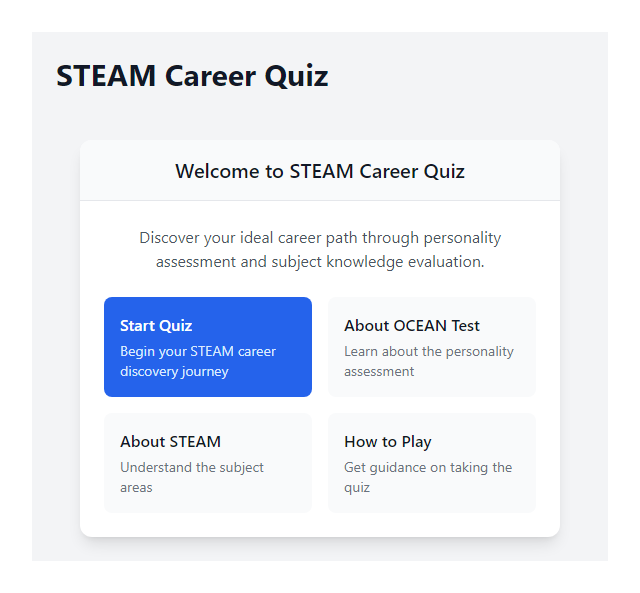 STEAM Career Quiz
Welcome to STEAM Career Quiz
Discover your ideal career path through personality
assessment and subject knowledge evaluation.
Start Quiz
Begin your STEAM career
discovery journey
About OCEAN Test
Learn about the personality
assessment
About STEAM
Understand the subject
areas
How to Play
Get guidance on taking the
quiz